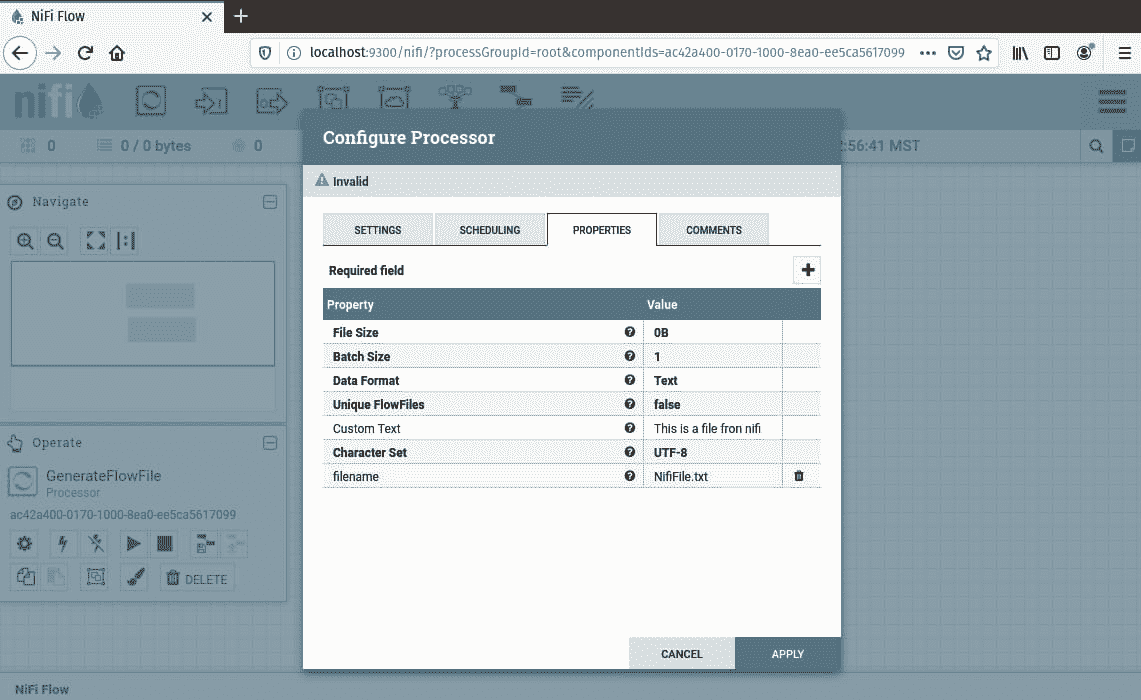 NiFi Flow
localhost:9300/nifi/?processGroupId=root&componentIds=ac42a400-0170-1000-8ea0-ee5ca5617099
nifi
0
0 / 0 bytes
0
:56:41 MST
Configure Processor
Invalid
SETTINGS SCHEDULING PROPERTIES COMMENTS
Required field
Property Value
File Size 0B
Batch Size 1
Data Format Text
Unique FlowFiles false
Custom Text This is a file fron nifi
Character Set UTF-8
filename NifiFile.txt
CANCEL APPLY
Navigate
Operate
GenerateFlowFile
Processor
ac42a400-0170-1000-8ea0-ee5ca5617099
DELETE
NiFi Flow